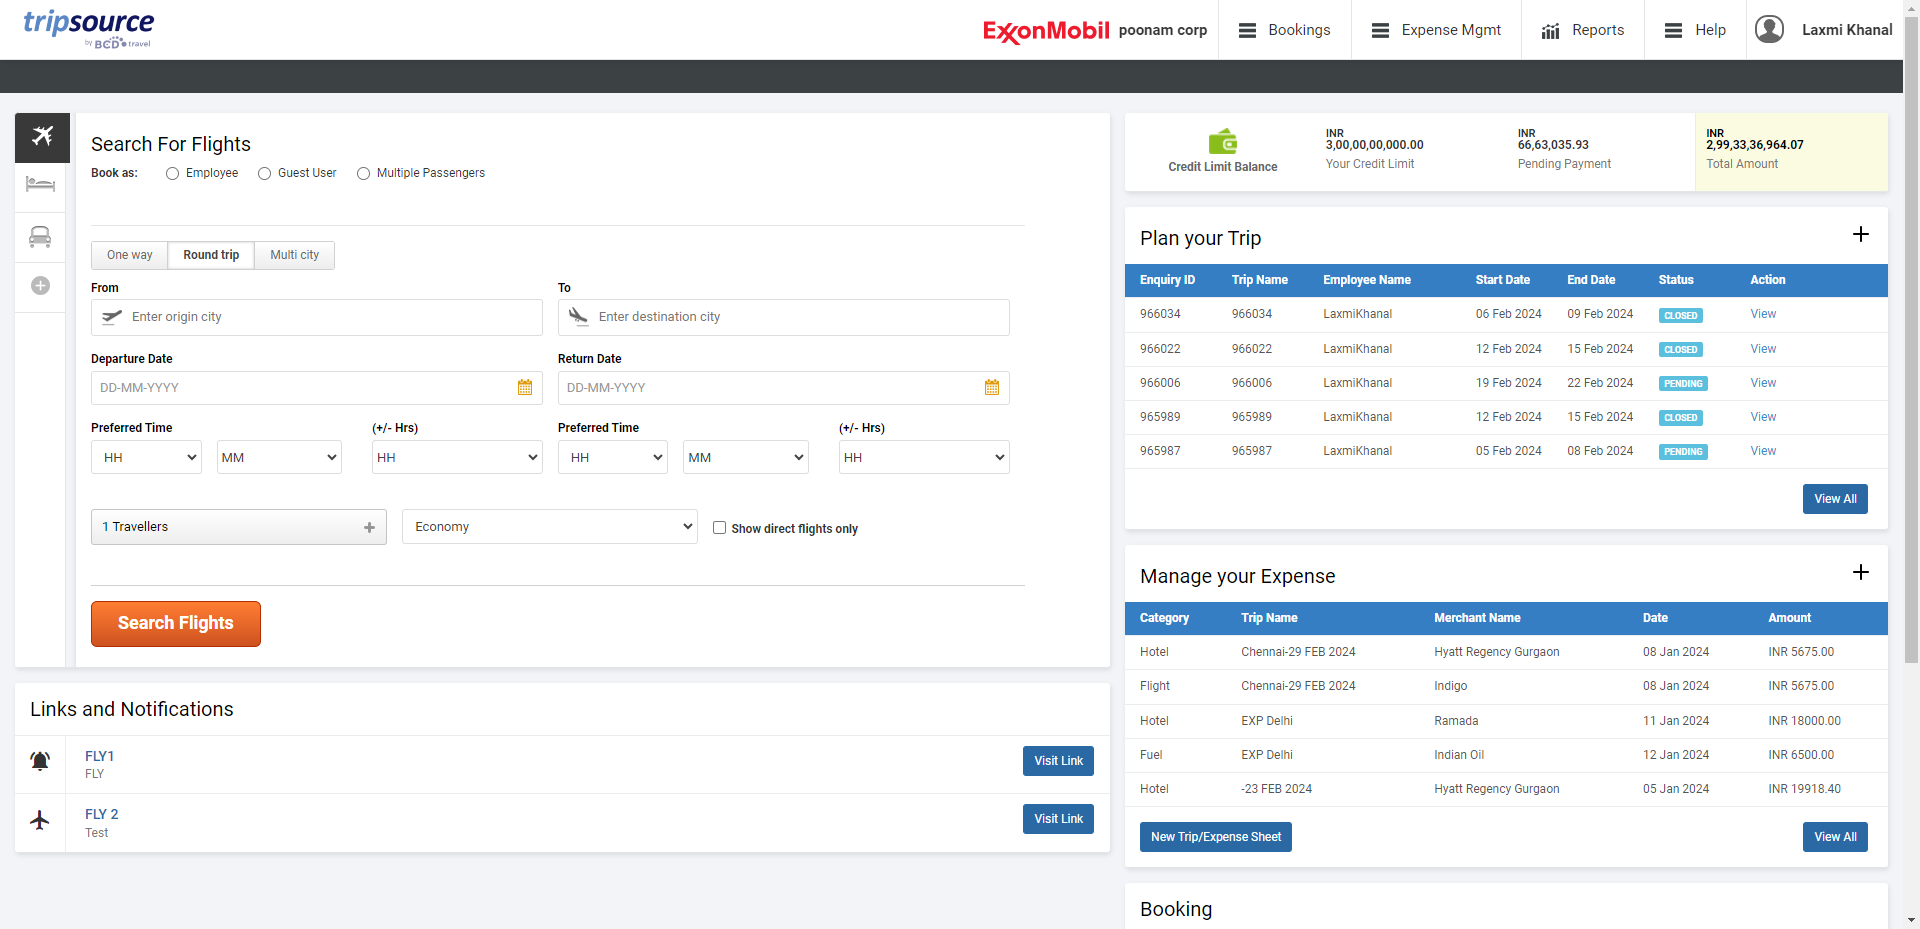 tripsource
by BCD travel
ExxonMobil poonam corp
Bookings
Expense Mgmt
Reports
Help
Laxmi Khanal
Search For Flights
Book as: Employee Guest User Multiple Passengers
One way Round trip Multi city
From To
Enter origin city Enter destination city
Departure Date Return Date
DD-MM-YYYY DD-MM-YYYY
Preferred Time (+/- Hrs) Preferred Time (+/- Hrs)
HH MM HH HH MM HH
1 Travellers Economy Show direct flights only
Search Flights
Links and Notifications
FLY1
FLY
Visit Link
FLY 2
Test
Visit Link
Credit Limit Balance
INR
3,00,00,00,000.00
Your Credit Limit
INR
66,63,035.93
Pending Payment
INR
2,99,33,36,964.07
Total Amount
Plan your Trip
Enquiry ID Trip Name Employee Name Start Date End Date Status Action
966034 966034 LaxmiKhanal 06 Feb 2024 09 Feb 2024 CLOSED View
966022 966022 LaxmiKhanal 12 Feb 2024 15 Feb 2024 CLOSED View
966006 966006 LaxmiKhanal 19 Feb 2024 22 Feb 2024 PENDING View
965989 965989 LaxmiKhanal 12 Feb 2024 15 Feb 2024 CLOSED View
965987 965987 LaxmiKhanal 05 Feb 2024 08 Feb 2024 PENDING View
View All
Manage your Expense
Category Trip Name Merchant Name Date Amount
Hotel Chennai-29 FEB 2024 Hyatt Regency Gurgaon 08 Jan 2024 INR 5675.00
Flight Chennai-29 FEB 2024 Indigo 08 Jan 2024 INR 5675.00
Hotel EXP Delhi Ramada 11 Jan 2024 INR 18000.00
Fuel EXP Delhi Indian Oil 12 Jan 2024 INR 6500.00
Hotel -23 FEB 2024 Hyatt Regency Gurgaon 05 Jan 2024 INR 19918.40
New Trip/Expense Sheet View All
Booking